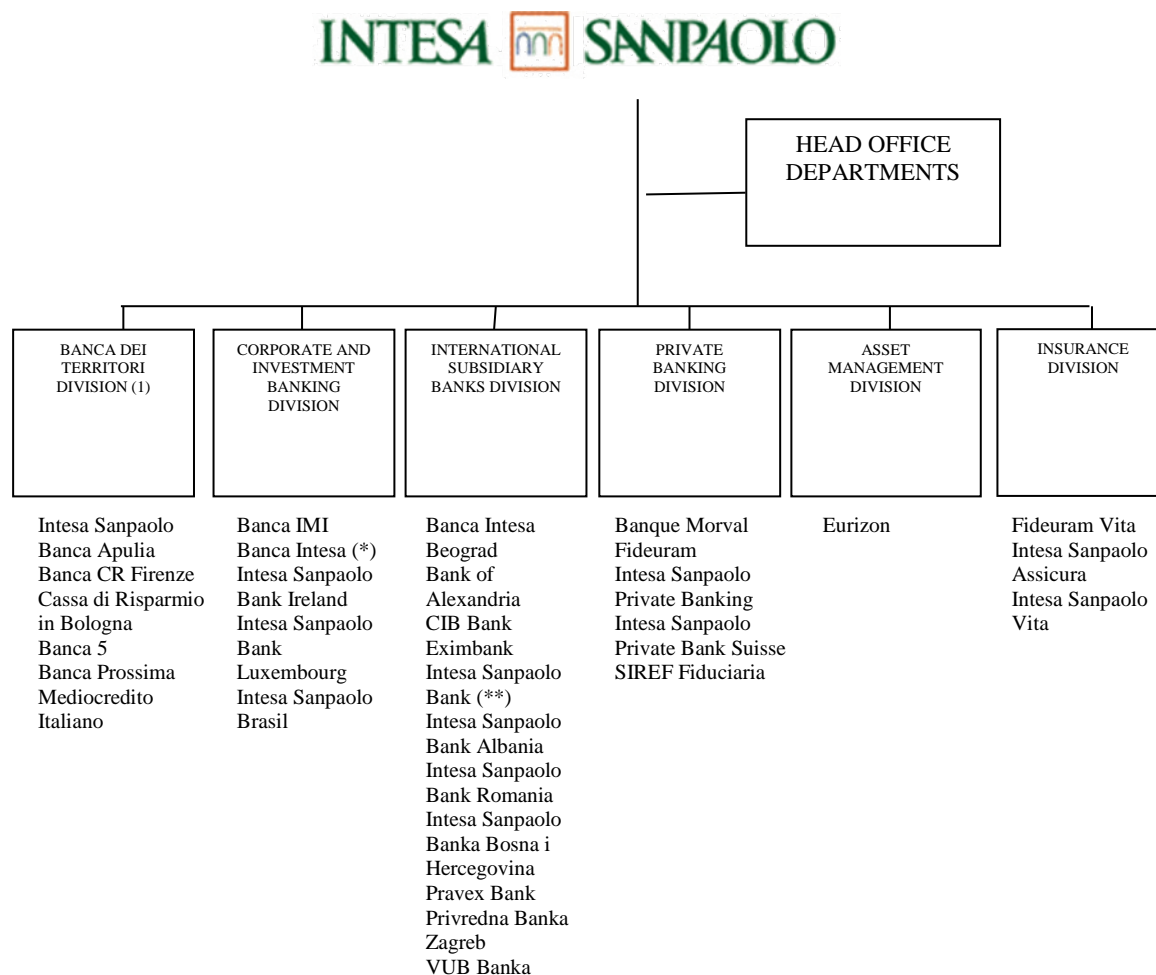 INTESA SANPAOLO
HEAD OFFICE
DEPARTMENTS
BANCA DEI
TERRITORI
DIVISION (1)
CORPORATE AND
INVESTMENT
BANKING
DIVISION
INTERNATIONAL
SUBSIDIARY
BANKS DIVISION
PRIVATE
BANKING
DIVISION
ASSET
MANAGEMENT
DIVISION
INSURANCE
DIVISION
Intesa Sanpaolo
Banca Apulia
Banca CR Firenze
Cassa di Risparmio
in Bologna
Banca 5
Banca Prossima
Mediocredito
Italiano
Banca IMI
Banca Intesa (*)
Intesa Sanpaolo
Bank Ireland
Intesa Sanpaolo
Bank
Luxembourg
Intesa Sanpaolo
Brasil
Banca Intesa
Beograd
Bank of
Alexandria
CIB Bank
Eximbank
Intesa Sanpaolo
Bank (**)
Intesa Sanpaolo
Bank Albania
Intesa Sanpaolo
Bank Romania
Intesa Sanpaolo
Banka Bosna i
Hercegovina
Pravex Bank
Privredna Banka
Zagreb
VUB Banka
Banque Morval
Fideuram
Intesa Sanpaolo
Private Banking
Intesa Sanpaolo
Private Bank Suisse
SIREF Fiduciaria
Eurizon
Fideuram Vita
Intesa Sanpaolo
Assicura
Intesa Sanpaolo
Vita